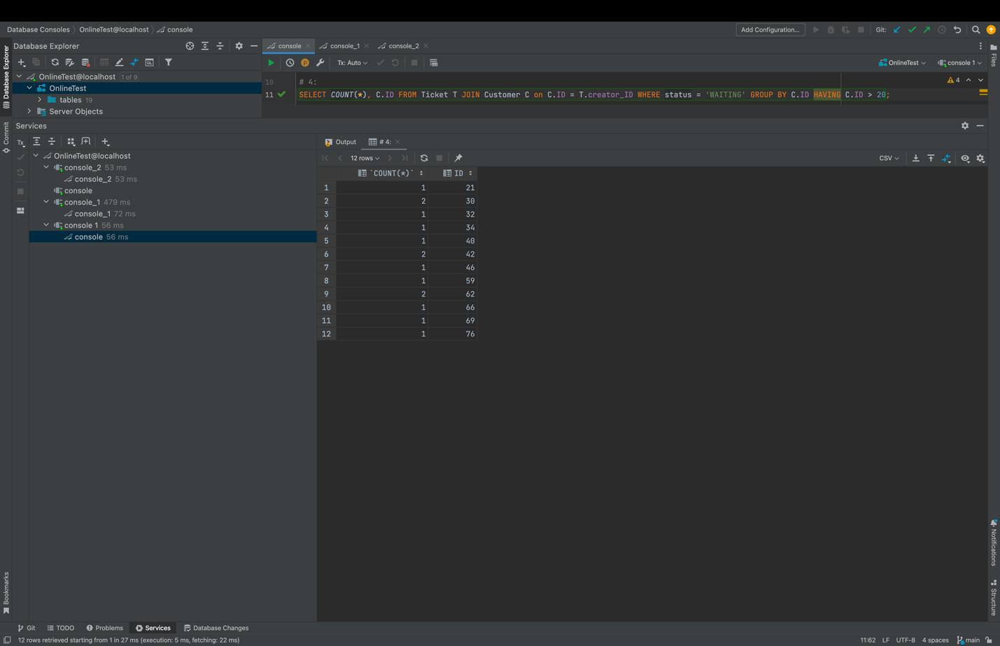 Database Consoles OnlineTest@localhost console Add Configuration... Git:
Database Explorer console console_1 console_2
Tx: Auto OnlineTest console 1
OnlineTest@localhost 1 of 9
OnlineTest
tables 19
Server Objects
10 # 4: 4
11 SELECT COUNT(*), C.ID FROM Ticket T JOIN Customer C on C.ID = T.creator_ID WHERE status = 'WAITING' GROUP BY C.ID HAVING C.ID > 20;
Services
Tx
OnlineTest@localhost
console_2 53 ms
console_2 53 ms
console
console_1 479 ms
console_1 72 ms
console 1 56 ms
console 56 ms
Output # 4:
12 rows CSV
`COUNT(*)` ID
1 1 21
2 2 30
3 1 32
4 1 34
5 1 40
6 2 42
7 1 46
8 1 59
9 2 62
10 1 66
11 1 69
12 1 76
Database Explorer
Commit
Bookmarks
Files
Notifications
Structure
Git TODO Problems Services Database Changes
12 rows retrieved starting from 1 in 27 ms (execution: 5 ms, fetching: 22 ms) 11:62 LF UTF-8 4 spaces main